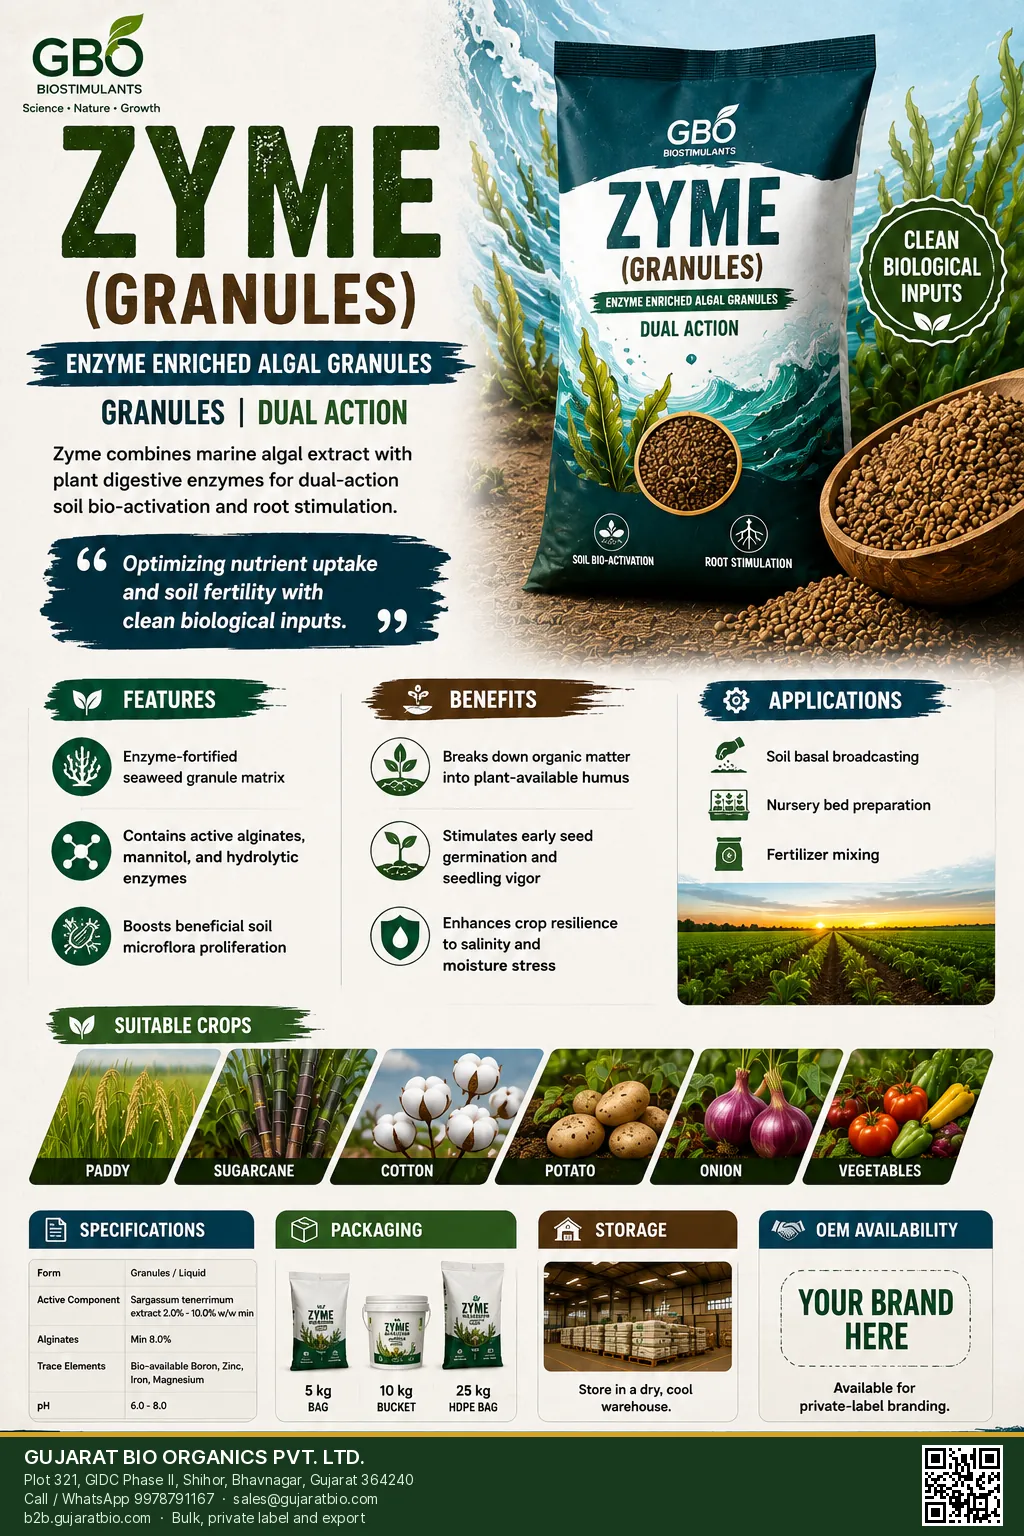 GBO
BIOSTIMULANTS
Science • Nature • Growth
ZYME
(GRANULES)
ENZYME ENRICHED ALGAL GRANULES
GRANULES | DUAL ACTION
Zyme combines marine algal extract with
plant digestive enzymes for dual-action
soil bio-activation and root stimulation.
“ Optimizing nutrient uptake
and soil fertility with
clean biological inputs. ”
GBO
BIOSTIMULANTS
ZYME
(GRANULES)
ENZYME ENRICHED ALGAL GRANULES
DUAL ACTION
SOIL BIO-ACTIVATION
ROOT STIMULATION
CLEAN
BIOLOGICAL
INPUTS
FEATURES
Enzyme-fortified
seaweed granule matrix
Contains active alginates,
mannitol, and hydrolytic
enzymes
Boosts beneficial soil
microflora proliferation
BENEFITS
Breaks down organic matter
into plant-available humus
Stimulates early seed
germination and
seedling vigor
Enhances crop resilience
to salinity and
moisture stress
APPLICATIONS
Soil basal broadcasting
Nursery bed preparation
Fertilizer mixing
SUITABLE CROPS
PADDY
SUGARCANE
COTTON
POTATO
ONION
VEGETABLES
SPECIFICATIONS
Form Granules / Liquid
Active Component Sargassum tenerrimum
extract 2.0% - 10.0% w/w min
Alginates Min 8.0%
Trace Elements Bio-available Boron, Zinc,
Iron, Magnesium
pH 6.0 - 8.0
PACKAGING
ZYME
ZYME
ZYME
5 kg
BAG
10 kg
BUCKET
25 kg
HDPE BAG
STORAGE
Store in a dry, cool
warehouse.
OEM AVAILABILITY
YOUR BRAND
HERE
Available for
private-label branding.
GUJARAT BIO ORGANICS PVT. LTD.
Plot 321, GIDC Phase II, Shihor, Bhavnagar, Gujarat 364240
Call / WhatsApp 9978791167 · sales@gujaratbio.com
b2b.gujaratbio.com · Bulk, private label and export